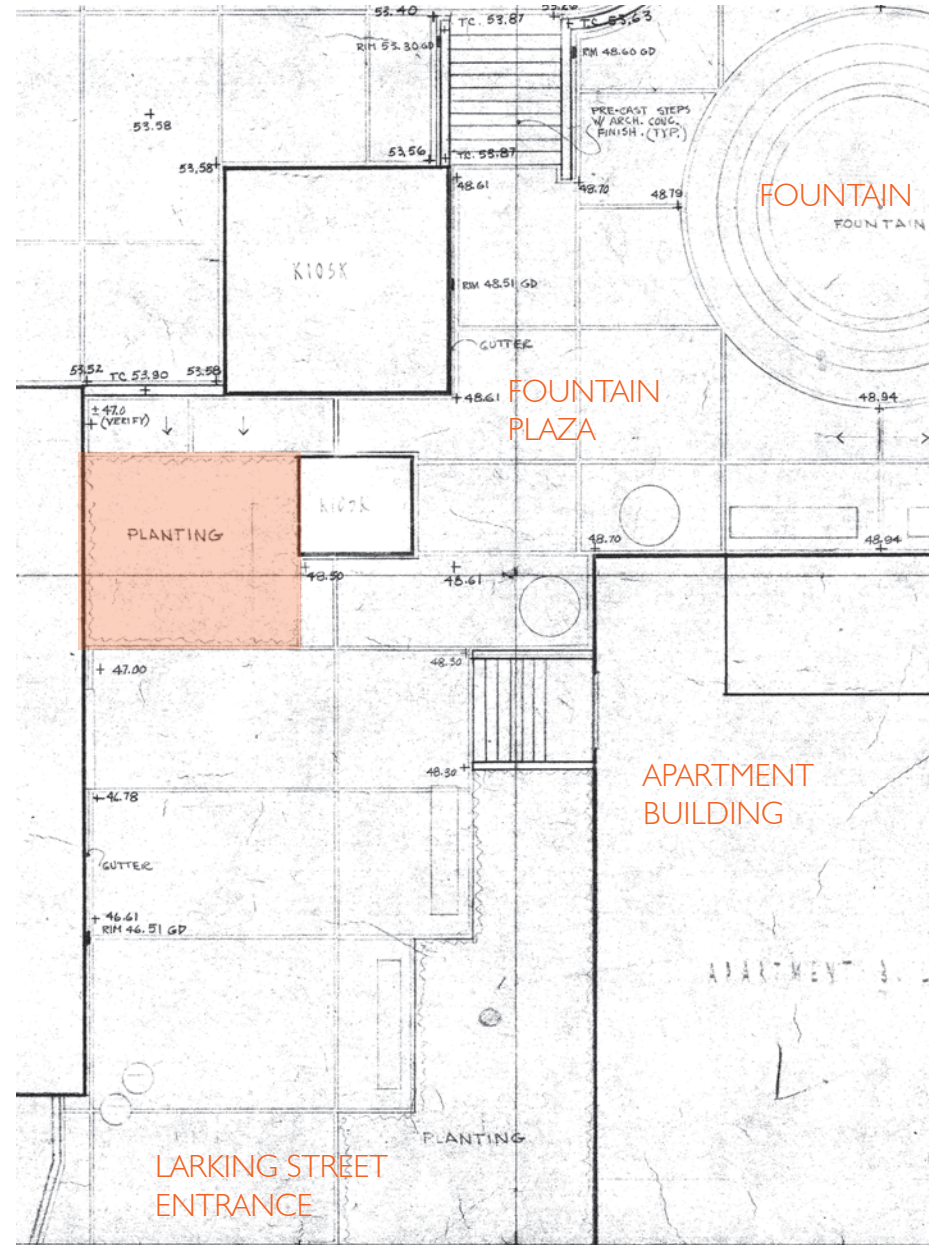 53.40
T.C. 53.87
53.26
T.C. 53.63
RIM 53.30 GD
RIM 48.60 GD
53.58
PRE-CAST STEPS
W/ ARCH. CONC.
FINISH. (TYP.)
53.58
53.56
T.C. 53.87
48.61
48.70
48.79
FOUNTAIN
FOUNTAIN
KIOSK
RIM 48.51 GD
GUTTER
53.52
TC 53.90
53.58
48.61
FOUNTAIN
PLAZA
48.94
± 47.0
(VERIFY)
KIOSK
PLANTING
48.70
48.94
48.50
48.61
47.00
48.30
48.30
APARTMENT
BUILDING
46.78
GUTTER
46.61
RIM 46.51 GD
APARTMENT
PLANTING
LARKING STREET
ENTRANCE